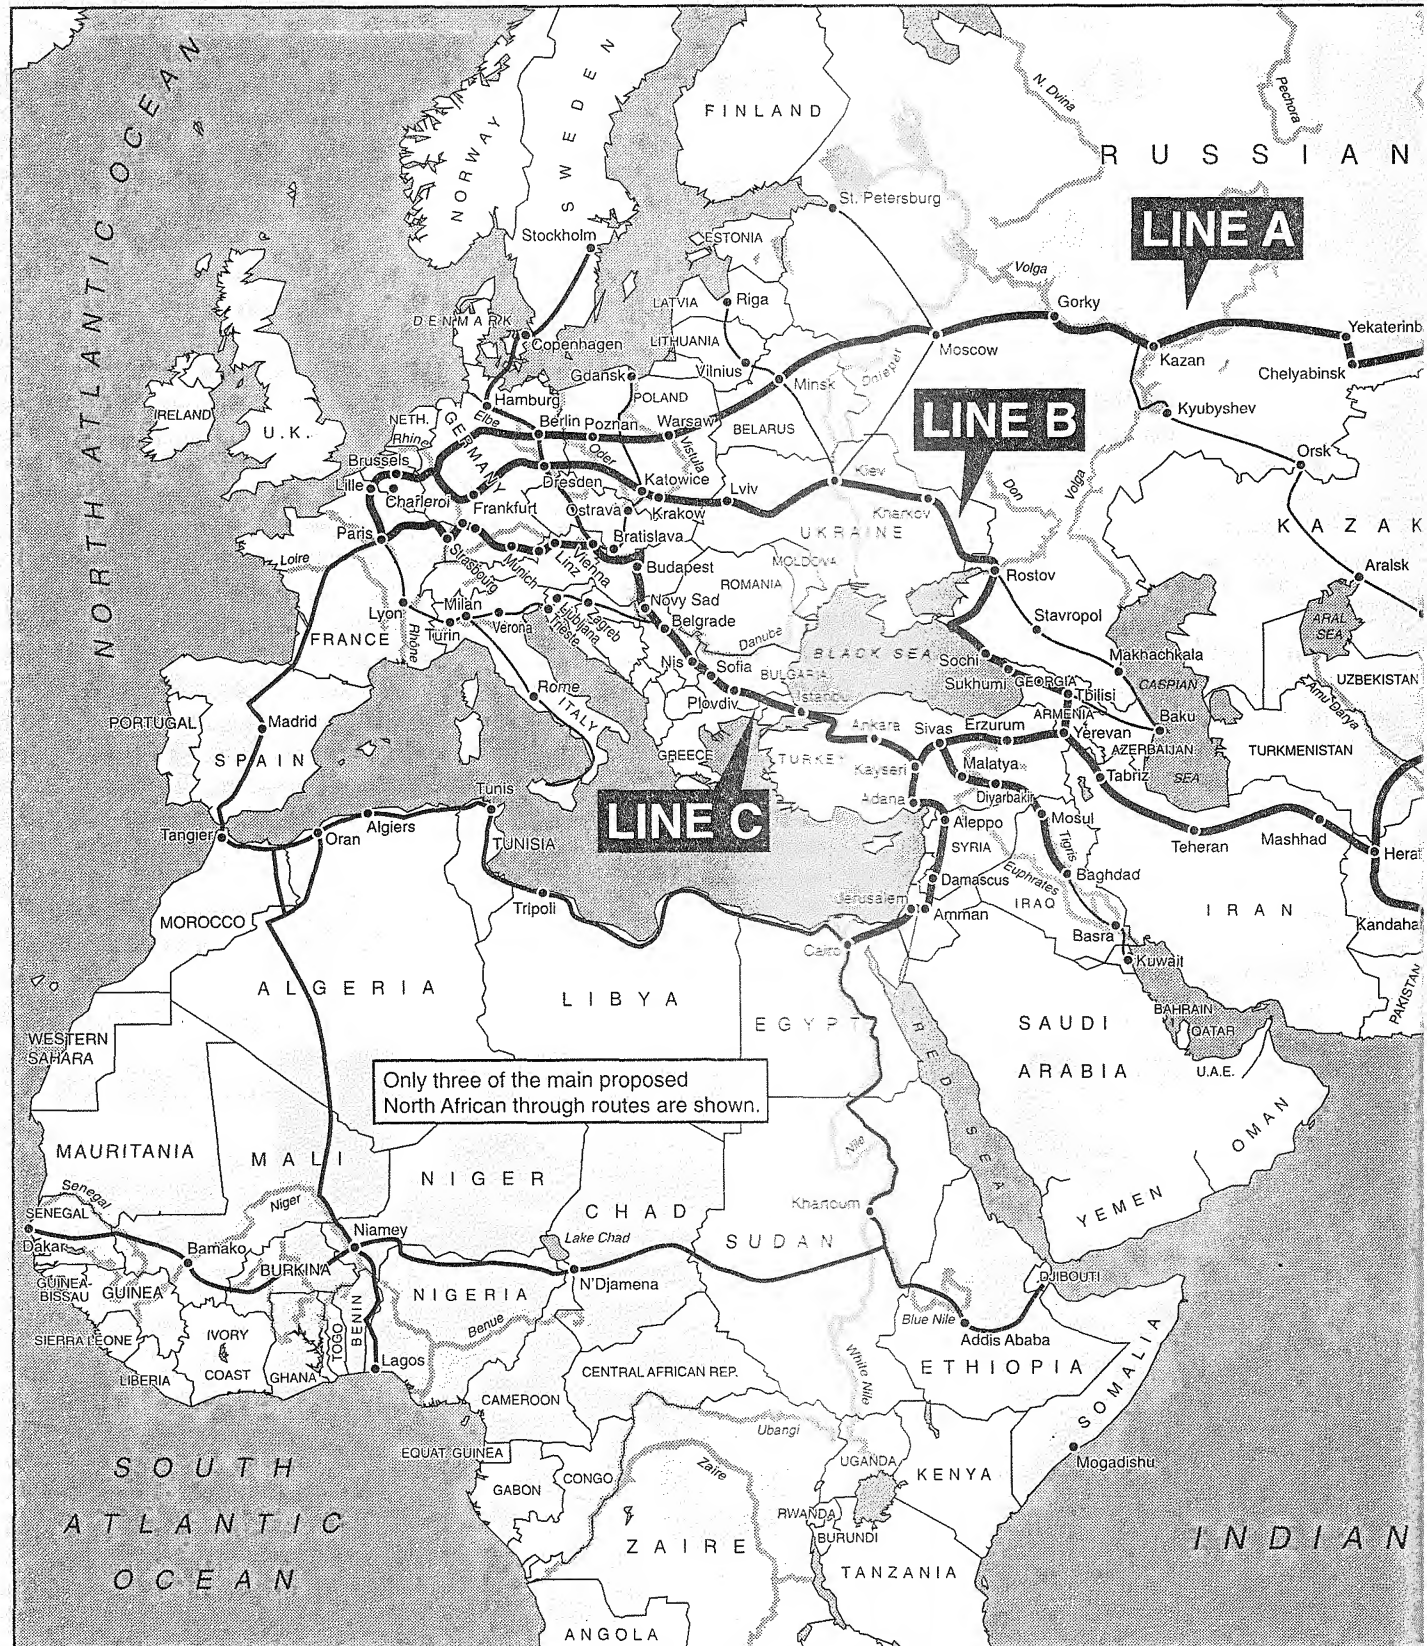 NORTH ATLANTIC OCEAN
NORWAY
SWEDEN
FINLAND
N. Dvina
Pechora
RUSSIAN
St. Petersburg
LINE A
Stockholm
ESTONIA
Volga
LATVIA
Riga
Gorky
DENMARK
Copenhagen
LITHUANIA
Moscow
Kazan
Yekaterinb
Gdańsk
Vilnius
Minsk
Dnieper
Chelyabinsk
IRELAND
U.K.
Hamburg
POLAND
LINE B
Kyubyshev
NETH.
Elbe
Berlin
Poznan
Warsaw
BELARUS
Rhine
GERMANY
Oder
Vistula
Orsk
Brussels
Lille
Charleroi
Dresden
Katowice
Lviv
Kiev
Don
Volga
Frankfurt
Ostrava
Krakow
Kharkov
KAZAK
Paris
Bratislava
UKRAINE
Loire
Strasbourg
Munich
Linz
Vienna
Budapest
MOLDOVA
ROMANIA
Rostov
Aralsk
Lyon
Milan
Turin
Verona
Ljubljana
Trieste
Zagreb
Novy Sad
Belgrade
Danube
Stavropol
ARAL
SEA
FRANCE
Rhône
BLACK SEA
Sochi
Makhachkala
Nis
Sofia
BULGARIA
Sukhumi
GEORGIA
CASPIAN
UZBEKISTAN
Rome
ITALY
Plovdiv
Istanbul
Tbilisi
Amu Darya
PORTUGAL
Madrid
Ankara
Sivas
Erzurum
ARMENIA
Yerevan
Baku
SPAIN
GREECE
TURKEY
Kayseri
Malatya
AZERBAIJAN
TURKMENISTAN
Tabriz
SEA
Tunis
LINE C
Adana
Diyarbakir
Tangier
Oran
Algiers
Aleppo
Mosul
Teheran
Mashhad
Herat
TUNISIA
SYRIA
Tigris
Damascus
Euphrates
Baghdad
Tripoli
Jerusalem
Amman
IRAQ
IRAN
MOROCCO
Cairo
Basra
Kandaha
Kuwait
ALGERIA
LIBYA
EGYPT
RED SEA
SAUDI
ARABIA
BAHRAIN
QATAR
PAKISTAN
WESTERN
SAHARA
U.A.E.
Only three of the main proposed
North African through routes are shown.
OMAN
MAURITANIA
MALI
NIGER
Nile
Senegal
Niger
CHAD
Khartoum
YEMEN
SENEGAL
Dakar
Bamako
Niamey
Lake Chad
SUDAN
BURKINA
N'Djamena
DJIBOUTI
GUINEA-
BISSAU
GUINEA
NIGERIA
Benue
Blue Nile
Addis Ababa
SIERRA LEONE
IVORY
COAST
TOGO
BENIN
Lagos
White Nile
ETHIOPIA
SOMALIA
LIBERIA
GHANA
CENTRAL AFRICAN REP.
CAMEROON
Ubangi
EQUAT. GUINEA
UGANDA
KENYA
Mogadishu
SOUTH
ATLANTIC
OCEAN
GABON
CONGO
Zaire
RWANDA
BURUNDI
ZAIRE
TANZANIA
INDIAN
ANGOLA